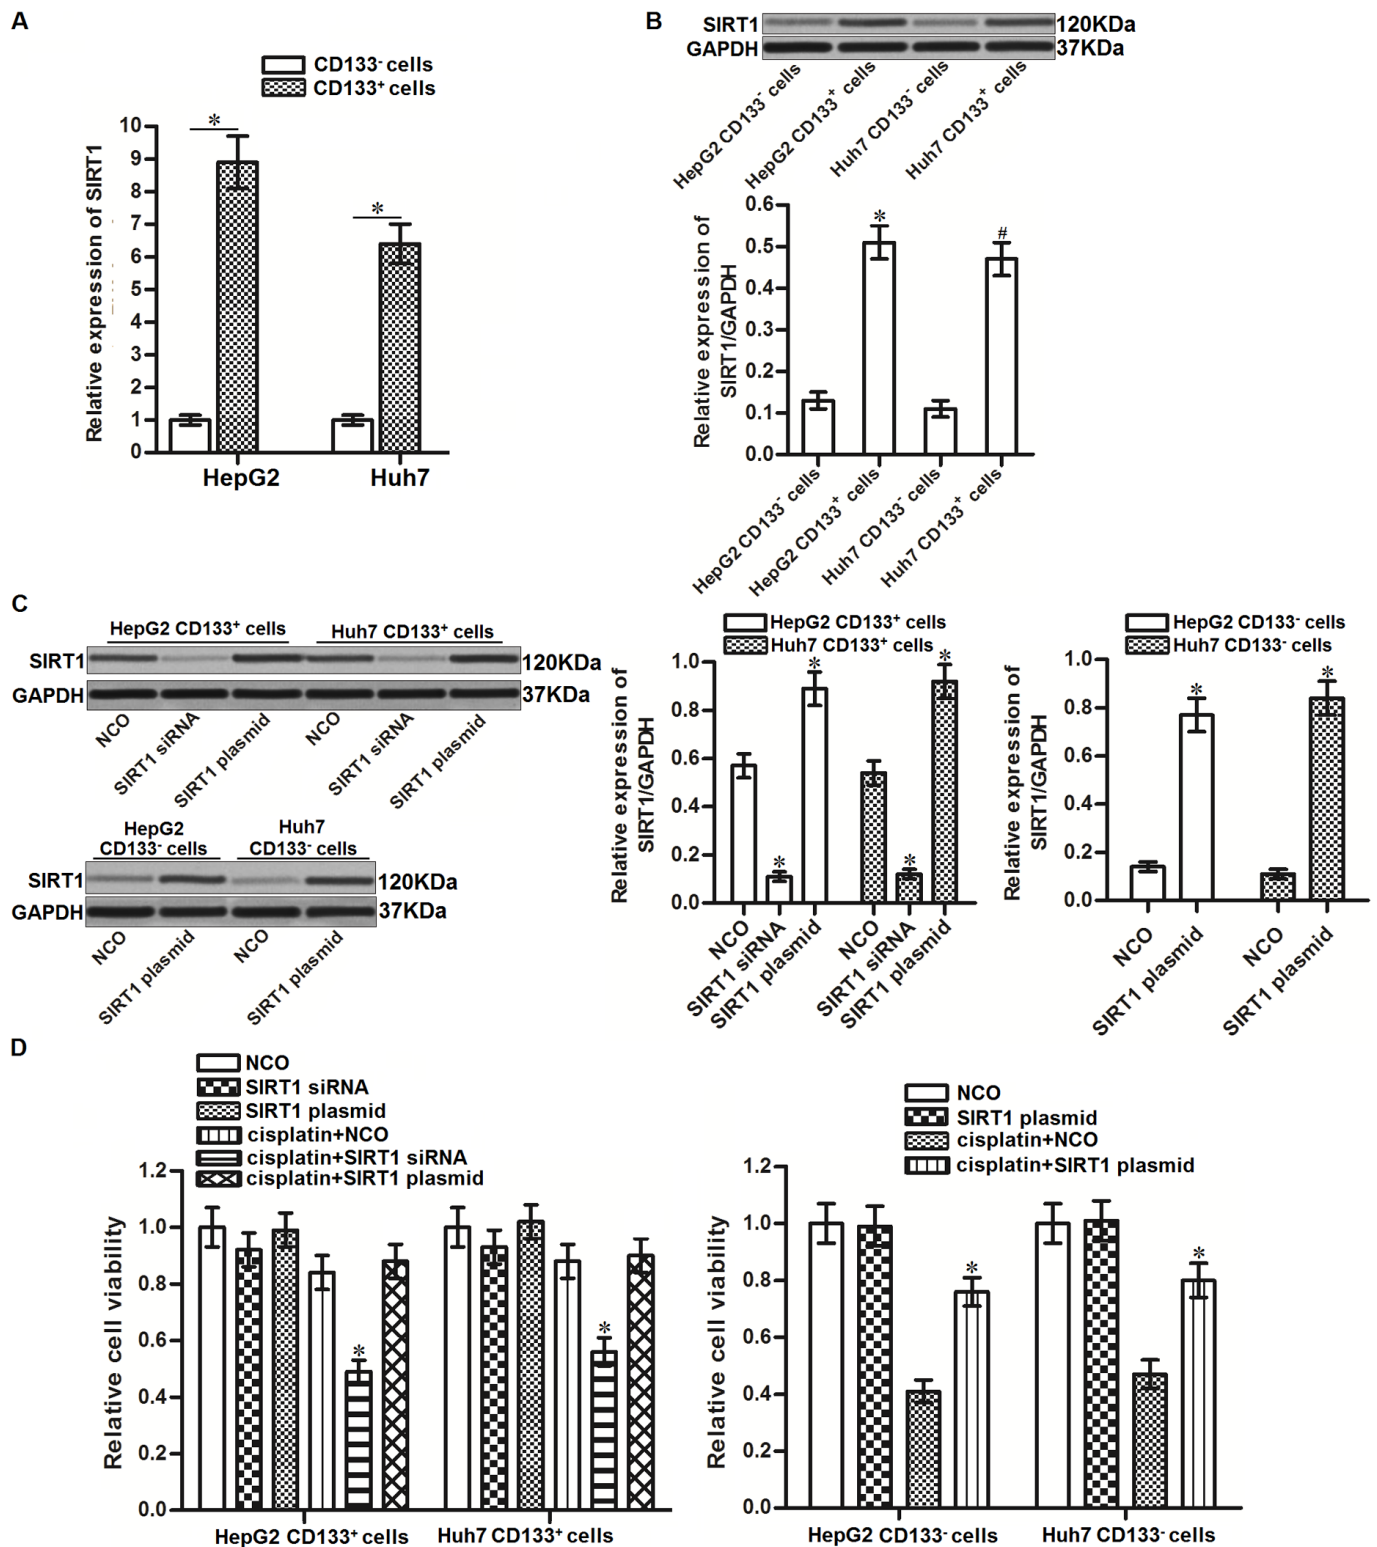 A
CD133- cells
CD133+ cells
Relative expression of SIRT1
10
9
8
7
6
5
4
3
2
1
0
*
*
HepG2
Huh7
B
SIRT1
120KDa
GAPDH
37KDa
HepG2 CD133- cells
HepG2 CD133+ cells
Huh7 CD133- cells
Huh7 CD133+ cells
Relative expression of
SIRT1/GAPDH
0.6
0.5
0.4
0.3
0.2
0.1
0.0
*
#
HepG2 CD133- cells
HepG2 CD133+ cells
Huh7 CD133- cells
Huh7 CD133+ cells
C
HepG2 CD133+ cells
Huh7 CD133+ cells
SIRT1
120KDa
GAPDH
37KDa
NCO
SIRT1 siRNA
SIRT1 plasmid
NCO
SIRT1 siRNA
SIRT1 plasmid
HepG2
CD133- cells
Huh7
CD133- cells
SIRT1
120KDa
GAPDH
37KDa
NCO
SIRT1 plasmid
NCO
SIRT1 plasmid
HepG2 CD133+ cells
Huh7 CD133+ cells
Relative expression of
SIRT1/GAPDH
1.0
0.8
0.6
0.4
0.2
0.0
*
*
*
*
NCO
SIRT1 siRNA
SIRT1 plasmid
NCO
SIRT1 siRNA
SIRT1 plasmid
HepG2 CD133- cells
Huh7 CD133- cells
Relative expression of
SIRT1/GAPDH
1.0
0.8
0.6
0.4
0.2
0.0
*
*
NCO
SIRT1 plasmid
NCO
SIRT1 plasmid
D
NCO
SIRT1 siRNA
SIRT1 plasmid
cisplatin+NCO
cisplatin+SIRT1 siRNA
cisplatin+SIRT1 plasmid
Relative cell viability
1.2
1.0
0.8
0.6
0.4
0.2
0.0
*
*
HepG2 CD133+ cells
Huh7 CD133+ cells
NCO
SIRT1 plasmid
cisplatin+NCO
cisplatin+SIRT1 plasmid
Relative cell viability
1.2
1.0
0.8
0.6
0.4
0.2
0.0
*
*
HepG2 CD133- cells
Huh7 CD133- cells